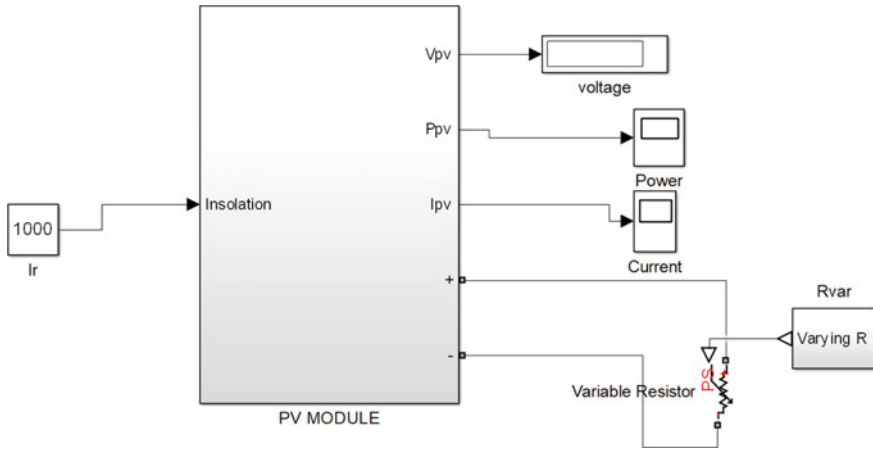 Vpv
voltage
Ppv
Power
1000
Ir
Insolation
Ipv
Current
+
Rvar
Varying R
-
PS
Variable Resistor
PV MODULE